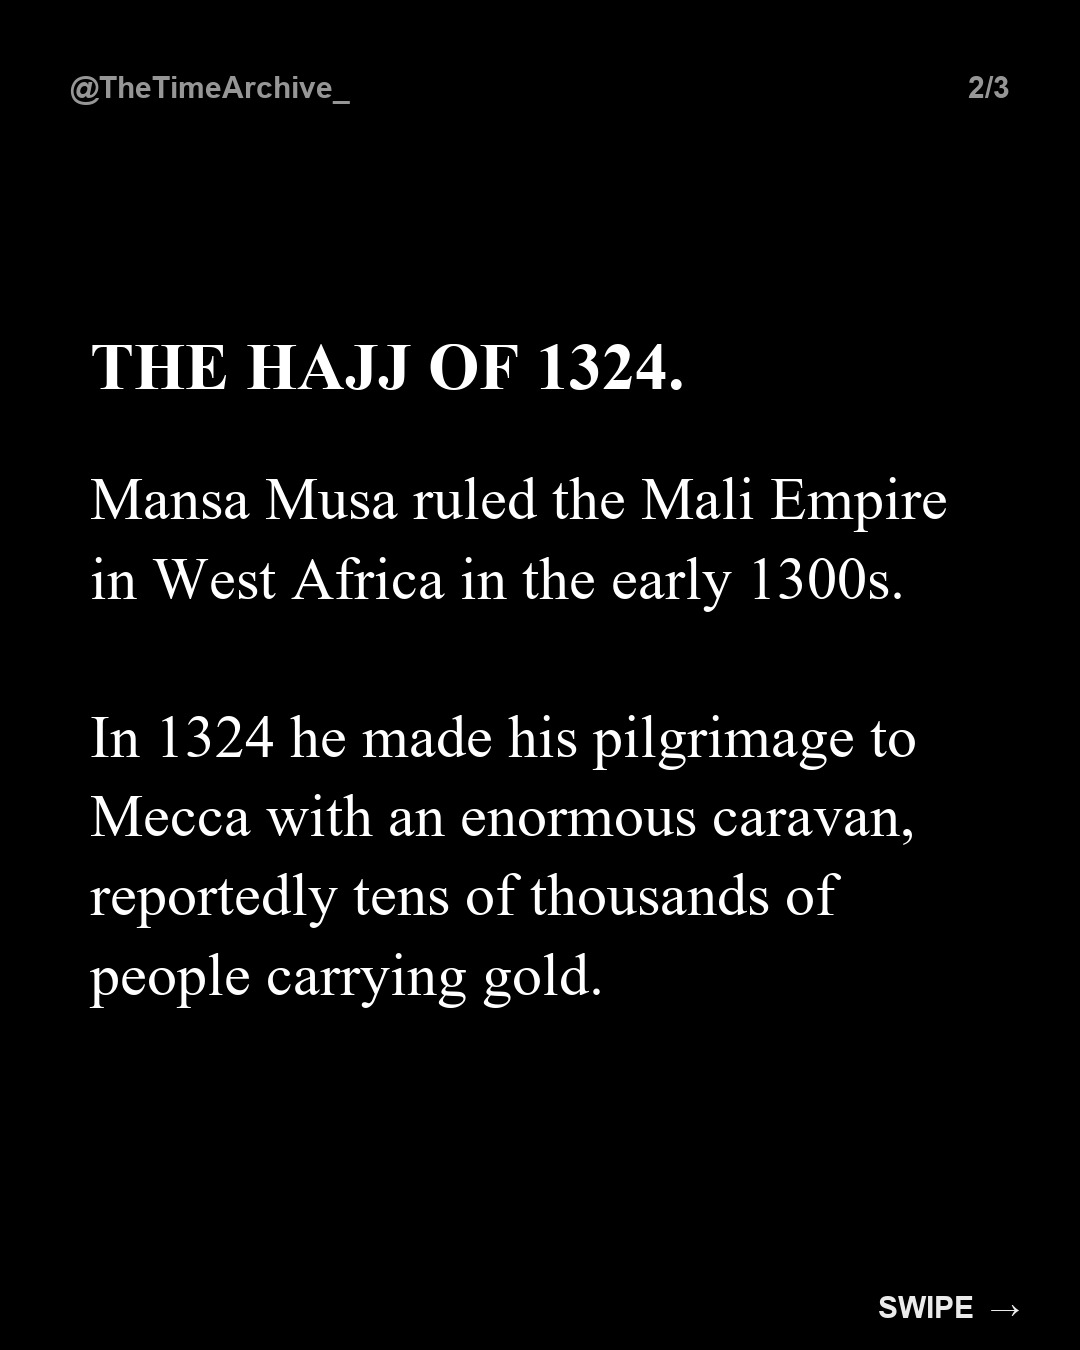 @TheTimeArchive_
2/3
THE HAJJ OF 1324.
Mansa Musa ruled the Mali Empire
in West Africa in the early 1300s.
In 1324 he made his pilgrimage to
Mecca with an enormous caravan,
reportedly tens of thousands of
people carrying gold.
SWIPE →